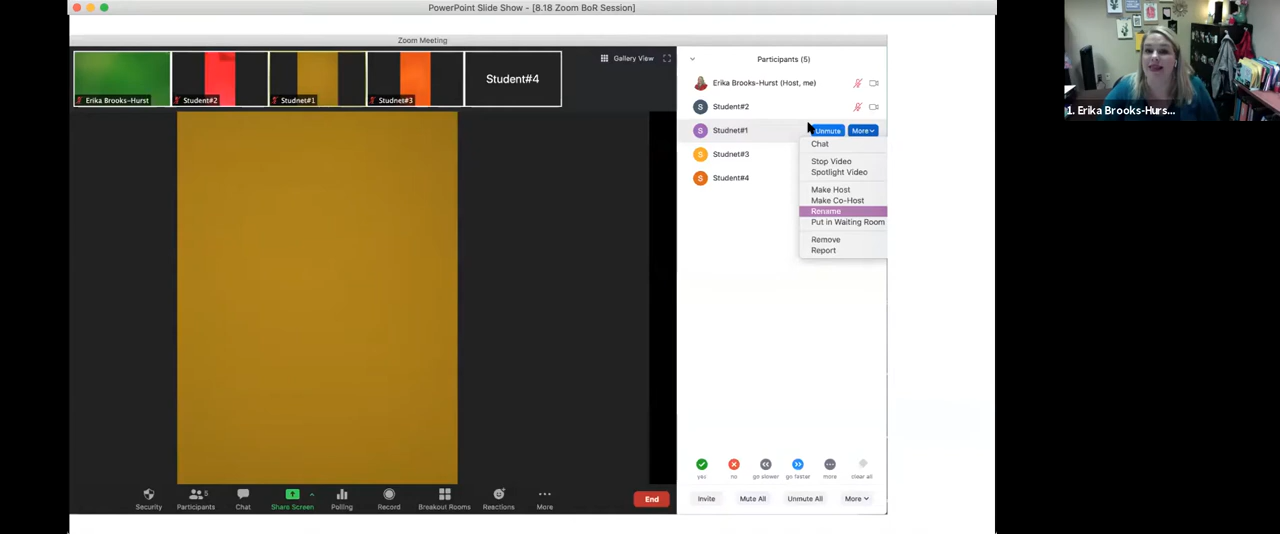 PowerPoint Slide Show - [8.18 Zoom BoR Session]
Zoom Meeting
Erika Brooks-Hurst
Student#2
Studnet#1
Studnet#3
Student#4
Gallery View
Participants (5)
Erika Brooks-Hurst (Host, me)
S Student#2
S Studnet#1 Unmute More
S Studnet#3
S Student#4
Chat
Stop Video
Spotlight Video
Make Host
Make Co-Host
Rename
Put in Waiting Room
Remove
Report
yes no go slower go faster more clear all
Invite Mute All Unmute All More
5
Security Participants Chat Share Screen Polling Record Breakout Rooms Reactions More End
1. Erika Brooks-Hurs...